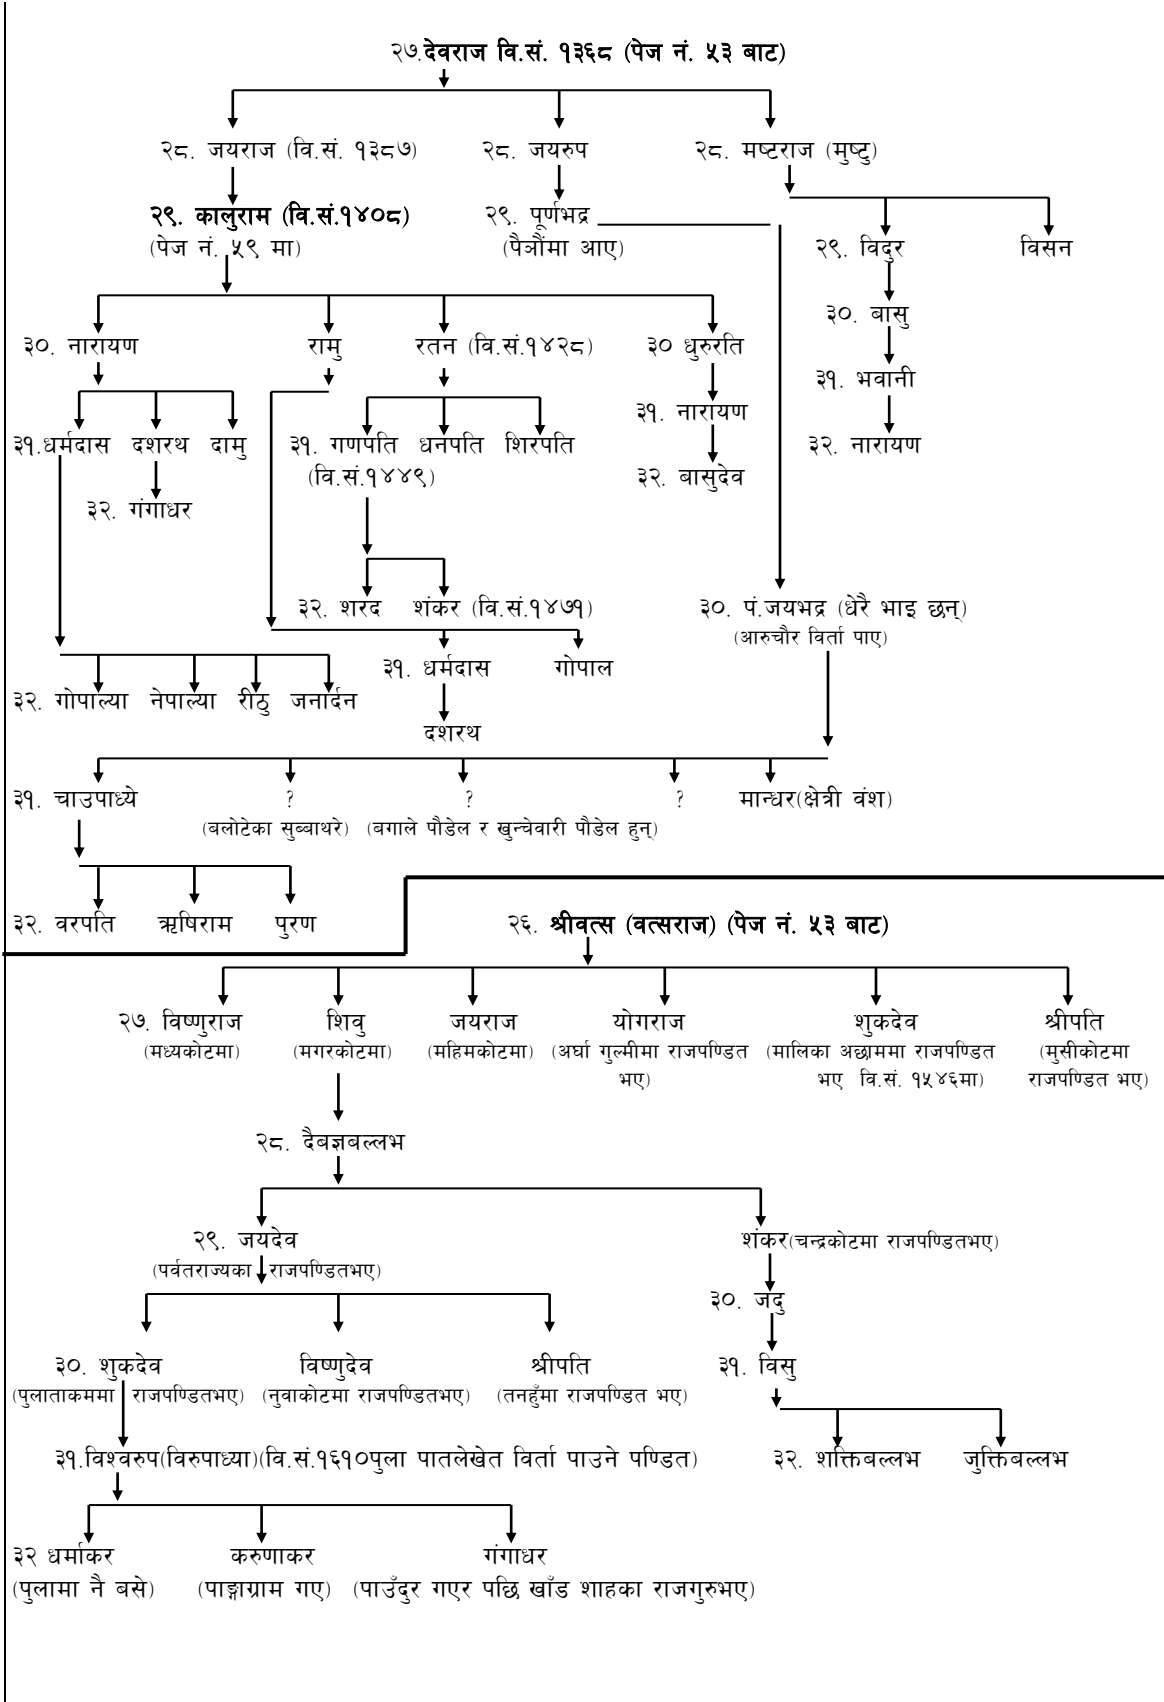 २७.देवराज वि.सं. १३६८ (पेज नं. ५३ बाट)
२८. जयराज (वि.सं. १३८७) २८. जयरुप २८. मष्टराज (मुष्टु)
२९. कालुराम (वि.सं.१४०८) २९. पूर्णभद्र
(पेज नं. ५९ मा) (पैञौंमा आए) २९. विदुर विसन
३०. बासु
३०. नारायण रामु रतन (वि.सं.१४२८) ३० धुरुरति
३१. भवानी
३१. नारायण
३१.धर्मदास दशरथ दामु ३१. गणपति धनपति शिरपति ३२. नारायण
(वि.सं.१४४९) ३२. बासुदेव
३२. गंगाधर
३२. शरद शंकर (वि.सं.१४७१) ३०. पं.जयभद्र (धेरै भाइ छन्)
(आरुचौर विर्ता पाए)
३१. धर्मदास गोपाल
३२. गोपाल्या नेपाल्या रीठु जनार्दन
दशरथ
३१. चाउपाध्ये ? ? ? मान्धर(क्षेत्री वंश)
(बलोटेका सुब्बाथरे) (बगाले पौडेल र खुन्चेवारी पौडेल हुन्)
३२. वरपति ऋषिराम पुरण २६. श्रीवत्स (वत्सराज) (पेज नं. ५३ बाट)
२७. विष्णुराज शिवु जयराज योगराज शुकदेव श्रीपति
(मध्यकोटमा) (मगरकोटमा) (महिमकोटमा) (अर्घा गुल्मीमा राजपण्डित (मालिका अछाममा राजपण्डित (मुसीकोटमा
भए) भए वि.सं. १५४६मा) राजपण्डित भए)
२८. दैबज्ञबल्लभ
२९. जयदेव शंकर(चन्द्रकोटमा राजपण्डितभए)
(पर्वतराज्यका राजपण्डितभए)
३०. जदु
३०. शुकदेव विष्णुदेव श्रीपति ३१. विसु
(पुलाताकममा राजपण्डितभए) (नुवाकोटमा राजपण्डितभए) (तनहुँमा राजपण्डित भए)
३१.विश्वरुप(विरुपाध्या)(वि.सं.१६१०पुला पातलेखेत विर्ता पाउने पण्डित) ३२. शक्तिबल्लभ जुक्तिबल्लभ
३२ धर्माकर करुणाकर गंगाधर
(पुलामा नै बसे) (पाङ्गाग्राम गए) (पाउँदुर गएर पछि खाँड शाहका राजगुरुभए)